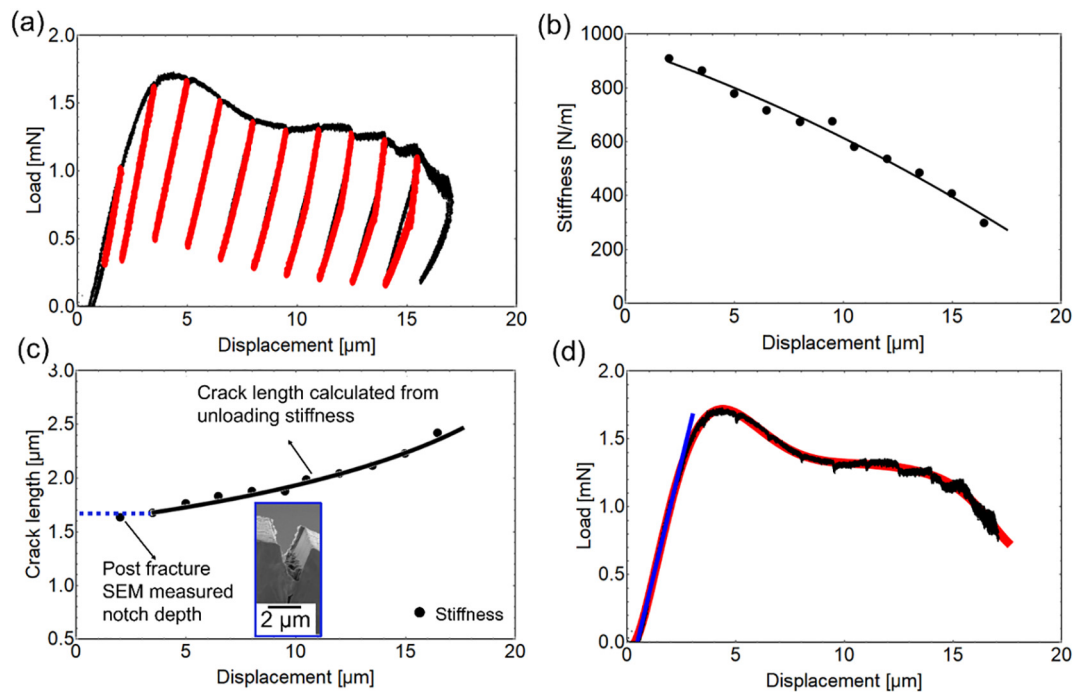 (a)
2.0
1.5
1.0
0.5
0.0
Load [mN]
0
5
10
15
20
Displacement [µm]
(b)
1000
800
600
400
200
0
Stiffness [N/m]
0
5
10
15
20
Displacement [µm]
(c)
3.0
2.5
2.0
1.5
1.0
0.5
Crack length [µm]
Crack length calculated from
unloading stiffness
Post fracture
SEM measured
notch depth
2 µm
Stiffness
0
5
10
15
20
Displacement [µm]
(d)
2.0
1.5
1.0
0.5
0.0
Load [mN]
0
5
10
15
20
Displacement [µm]